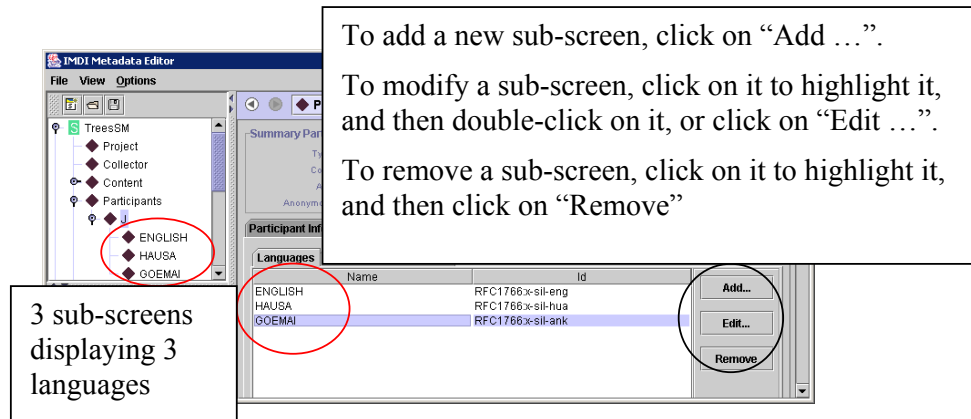 To add a new sub-screen, click on “Add …”.
To modify a sub-screen, click on it to highlight it,
and then double-click on it, or click on “Edit …”.
To remove a sub-screen, click on it to highlight it,
and then click on “Remove”
IMDI Metadata Editor
File View Options
TreesSM
Project
Collector
Content
Participants
J
ENGLISH
HAUSA
GOEMAI
P
Summary Par
Ty
Co
A
Anonym
Participant Inf
Languages
Name Id
ENGLISH RFC1766:x-sil-eng
HAUSA RFC1766:x-sil-hua
GOEMAI RFC1766:x-sil-ank
Add...
Edit...
Remove
3 sub-screens
displaying 3
languages